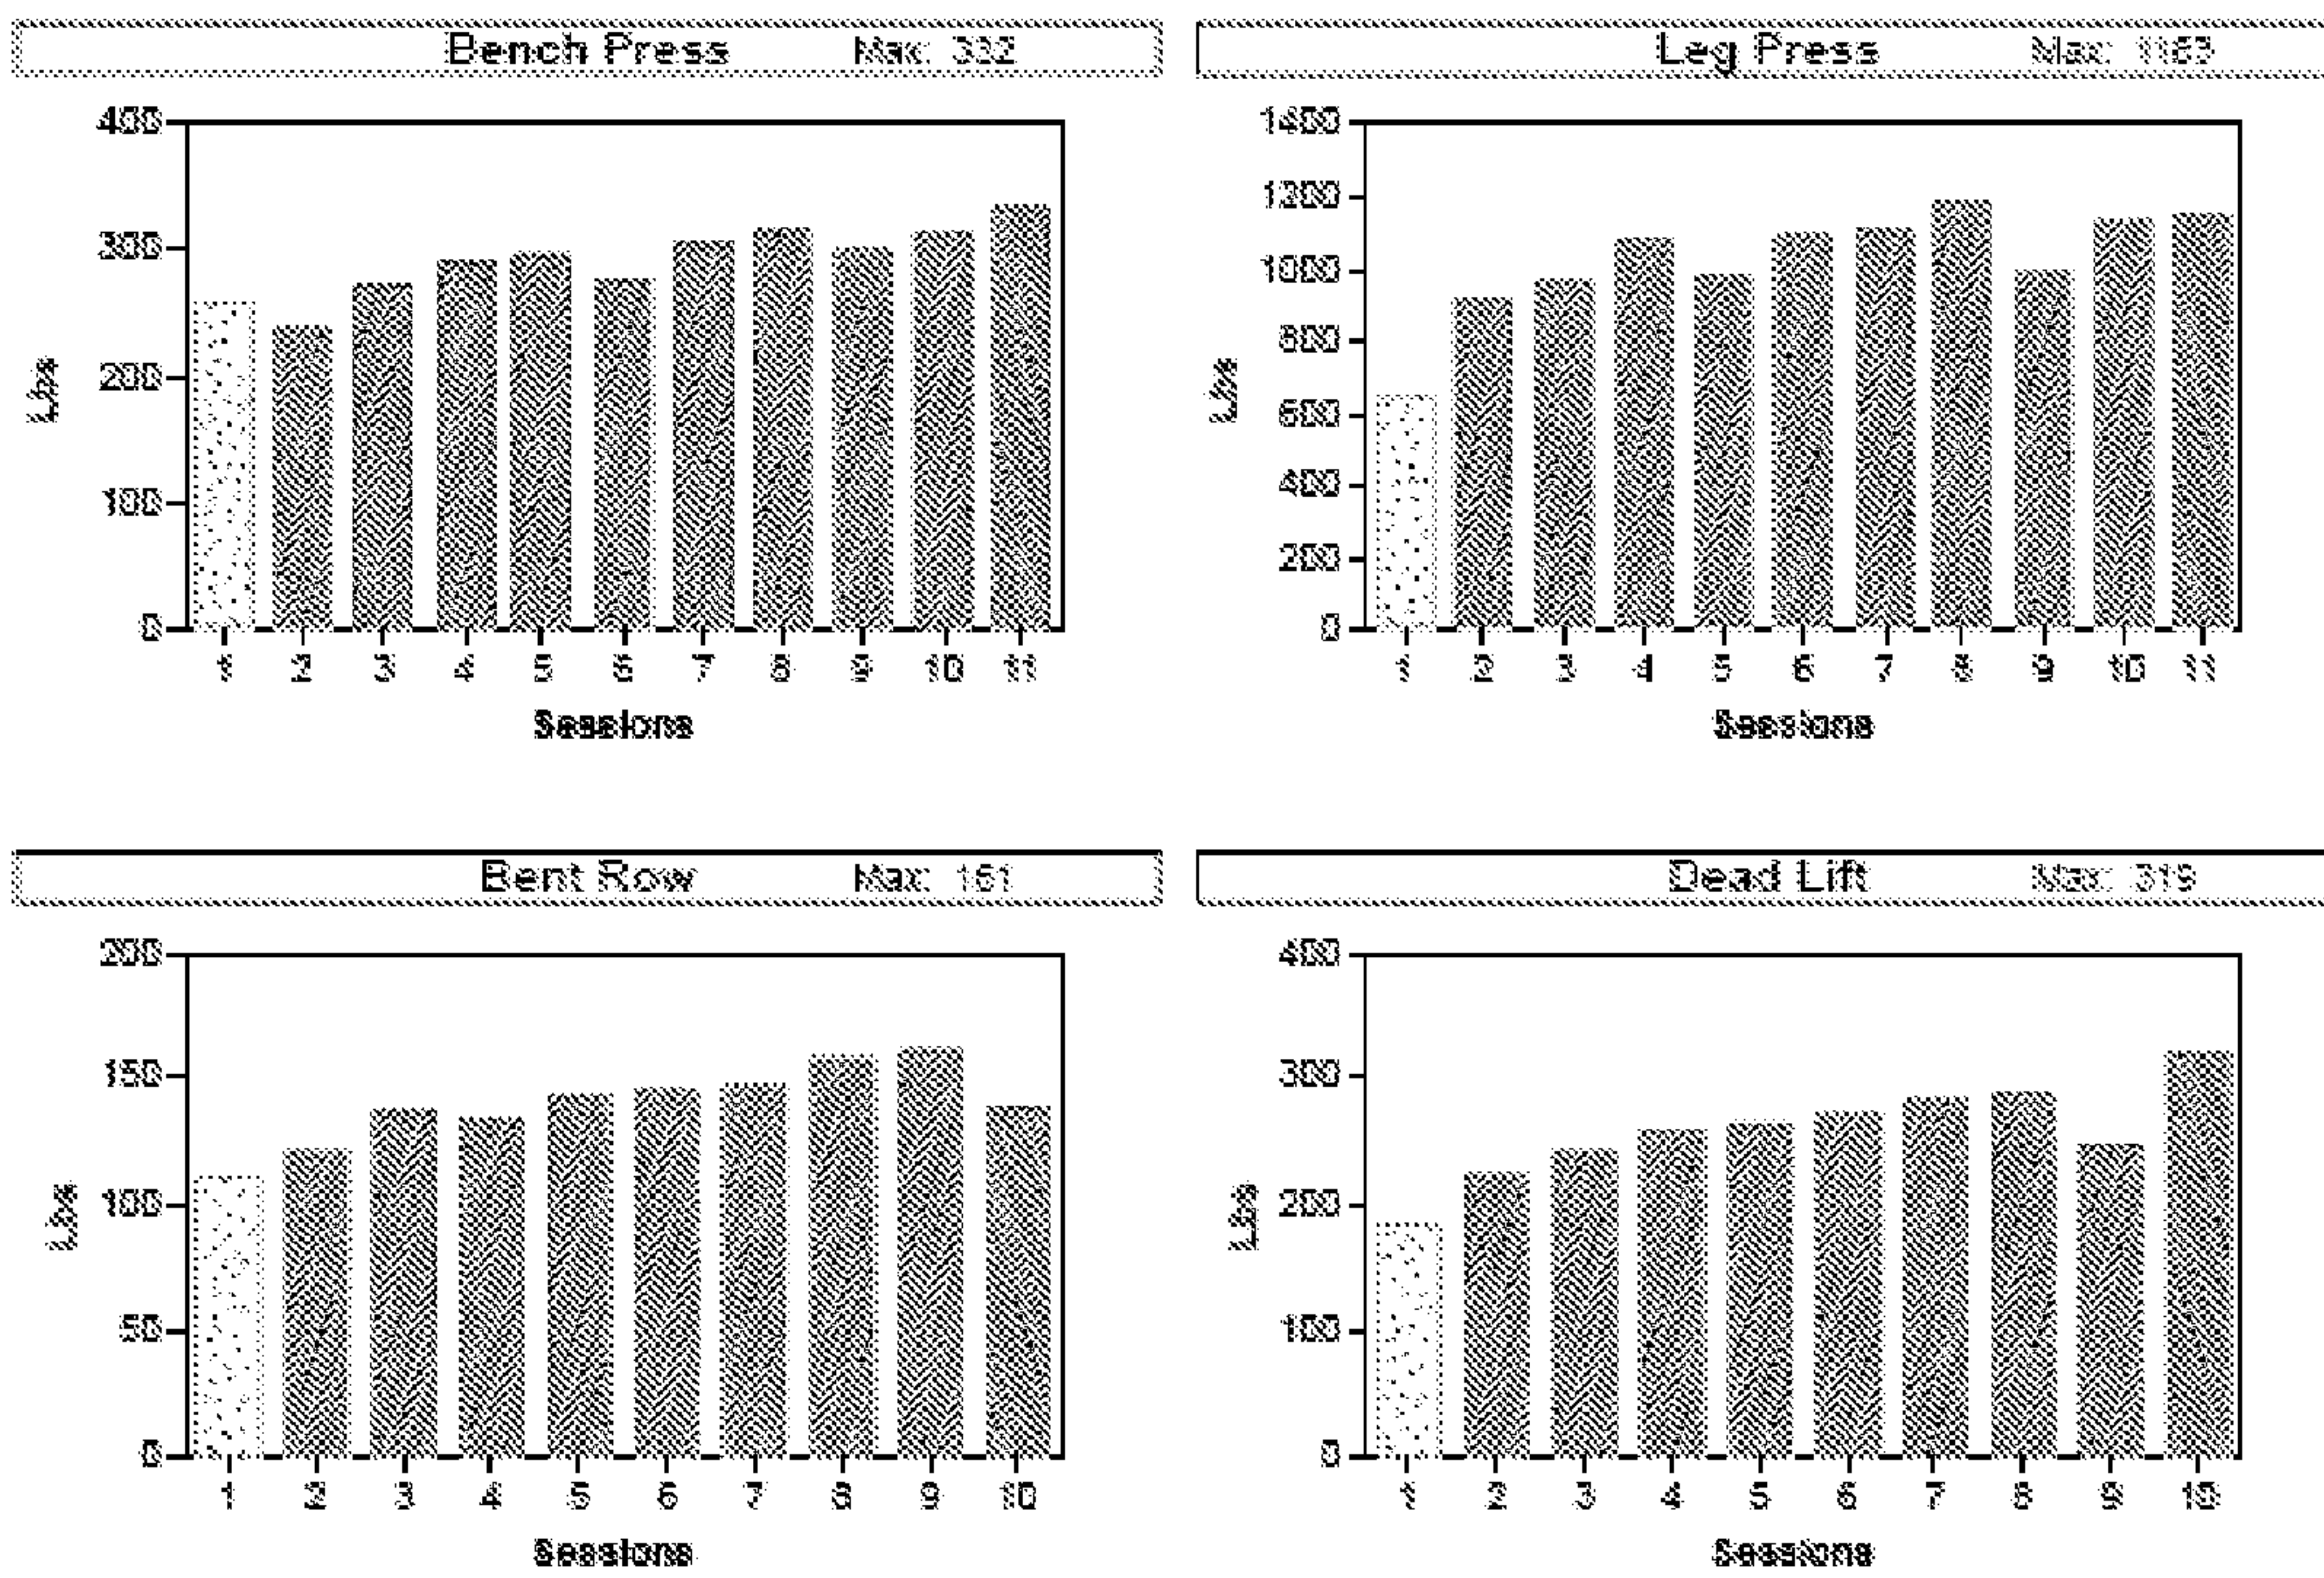 Bench Press Max: 332
400
300
200
100
0
Lbs
1 2 3 4 5 6 7 8 9 10 11
Sessions
Leg Press Max:
1400
1200
1000
800
600
400
200
0
Lbs
1 2 3 4 5 6 7 8 9 10 11
Sessions
Bent Row Max: 161
200
150
100
50
0
Lbs
1 2 3 4 5 6 7 8 9 10
Sessions
Dead Lift Max: 319
400
300
200
100
0
Lbs
1 2 3 4 5 6 7 8 9 10
Sessions